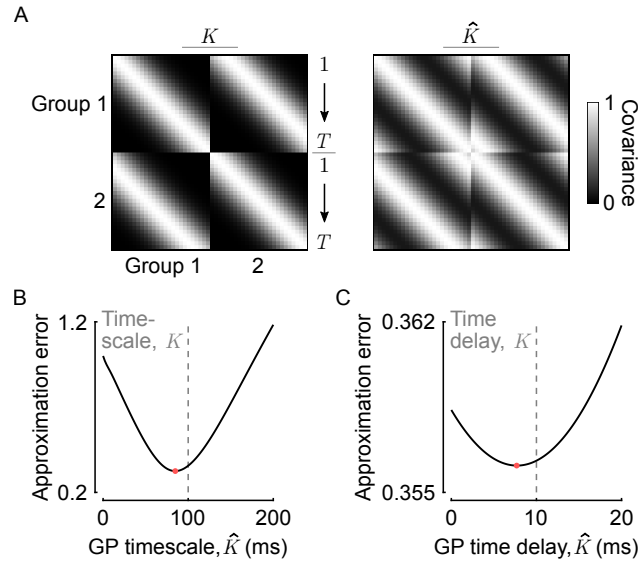 A
K
K̂
Group 1
2
1
T
1
T
Group 1
2
1
0
Covariance
B
1.2
0.2
Approximation error
Time-
scale, K
0
100
200
GP timescale, K̂ (ms)
C
0.362
0.355
Approximation error
Time
delay, K
0
10
20
GP time delay, K̂ (ms)